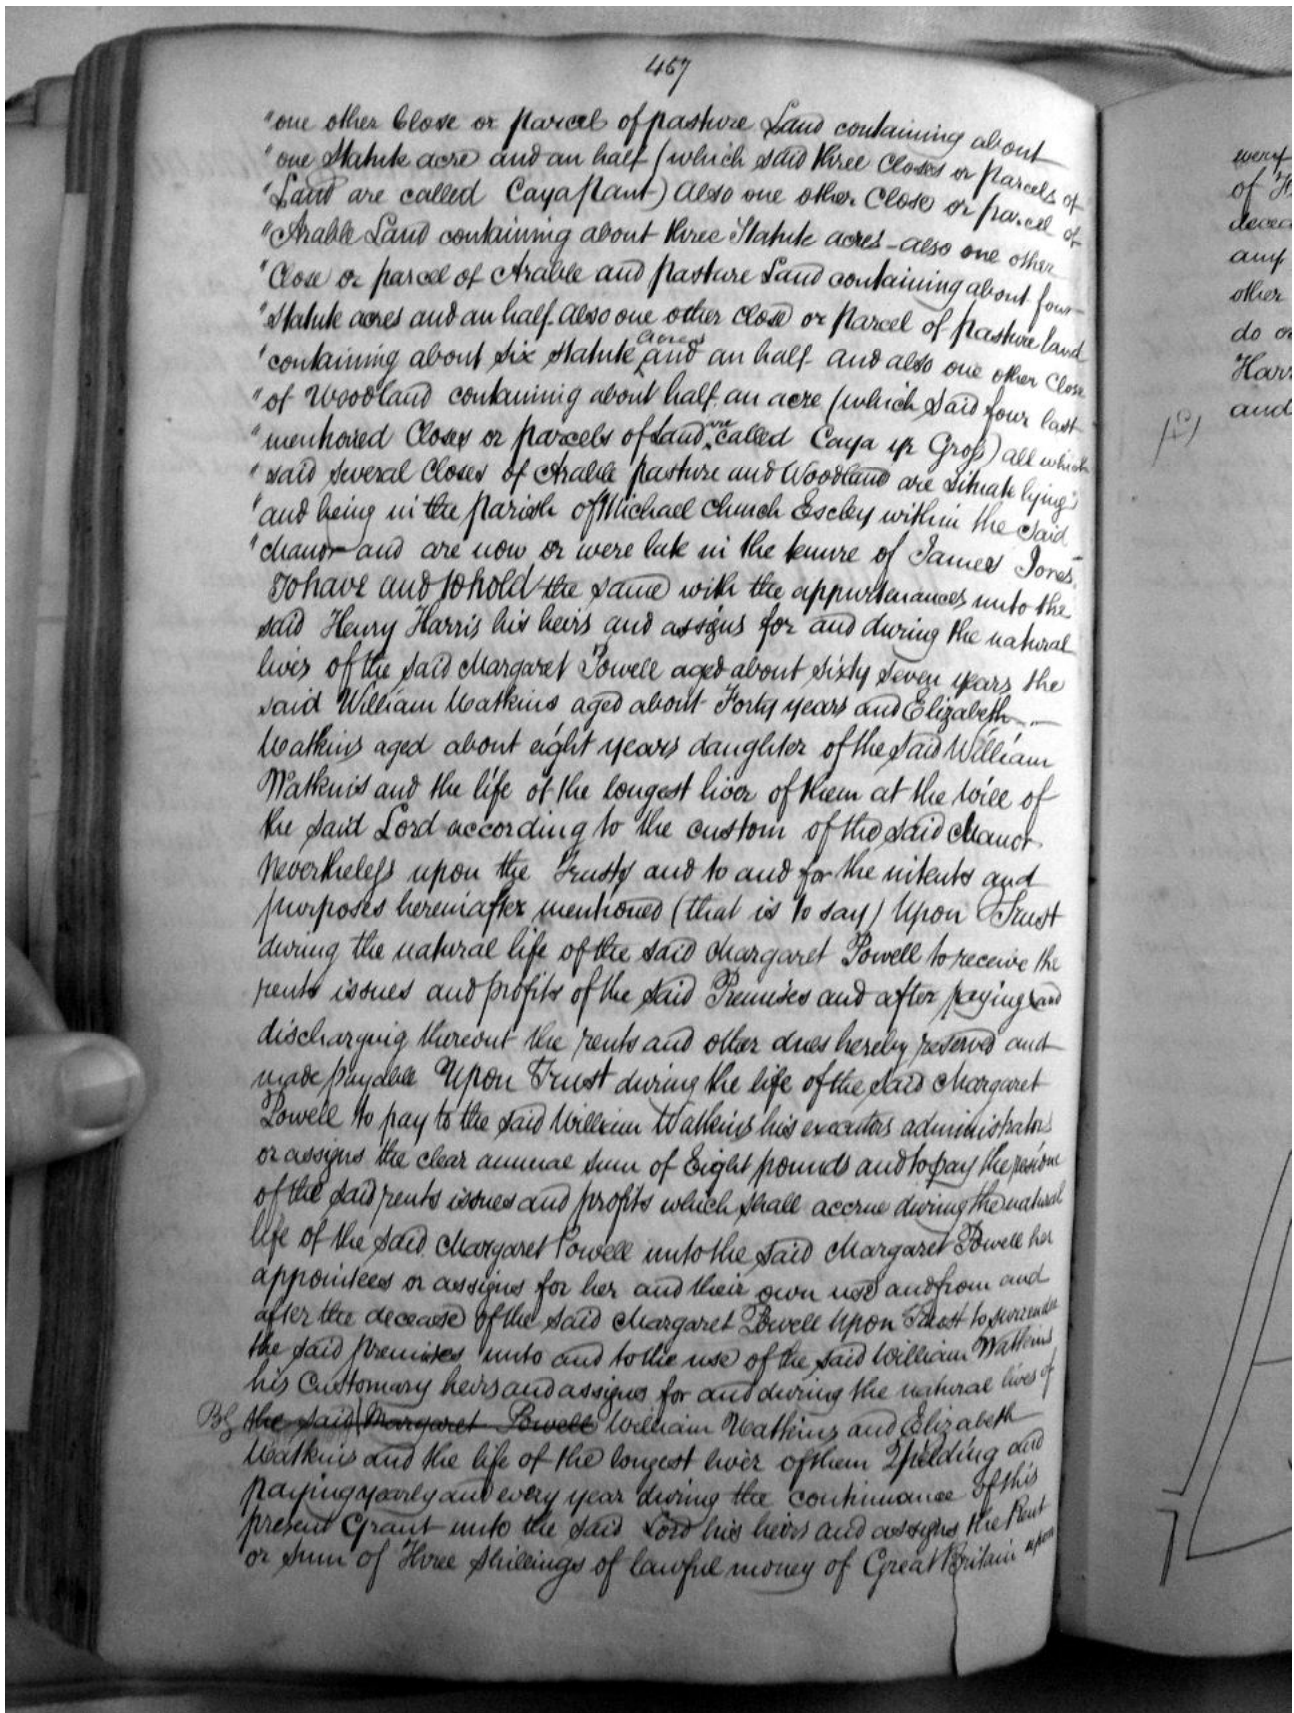 467
"one other Close or parcel of pasture Land containing about
"one Statute acre and an half (which said three Closes or Parcels of
"Land are called Cayaplant) also one other Close or parcel of
"Arable Land containing about three Statute acres - also one other
"Close or parcel of Arable and pasture Land containing about four
"Statute acres and an half. also one other close or Parcel of pasture land
"containing about six statute acres and an half and also one other Close
"of Woodland containing about half an acre (which said four last
"mentioned Closes or parcels of Land are called Caya yr Groß) all which
"said several Closes of Arable pasture and Woodland are situate lying
"and being in the parish of Michael Church Escley within the said
"Manor and are now or were late in the tenure of James Jones.
To have and to hold the same with the appurtenances unto the
said Henry Harris his heirs and assigns for and during the natural
lives of the said Margaret Powell aged about sixty seven years the
said William Watkins aged about Forty years and Elizabeth
Watkins aged about eight years daughter of the said William
Watkins and the life of the longest liver of them at the will of
the said Lord according to the custom of the said Manor
Nevertheleſs upon the Trusts and to and for the intents and
purposes hereinafter mentioned (that is to say) Upon Trust
during the natural life of the said Margaret Powell to receive the
rents issues and profits of the said Premises and after paying and
discharging thereout the rents and other dues hereby reserved and
made payable Upon Trust during the life of the said Margaret
Powell to pay to the said William Watkins his executors administrators
or assigns the clear annual sum of Eight pounds and to pay the residue
of the said rents issues and profits which shall accrue during the natural
life of the said Margaret Powell unto the said Margaret Powell her
appointees or assigns for her and their own use and from and
after the decease of the said Margaret Powell Upon Trust to surrender
the said premises unto and to the use of the said William Watkins
his customary heirs and assigns for and during the natural lives of
the said Margaret Powell William Watkins and Elizabeth
Watkins and the life of the longest liver of them Yielding and
paying yearly and every year during the continuance of this
present Grant unto the said Lord his heirs and assigns the Rent
or sum of Three Shillings of lawful money of Great Britain upon
every
of
any
other
do
and